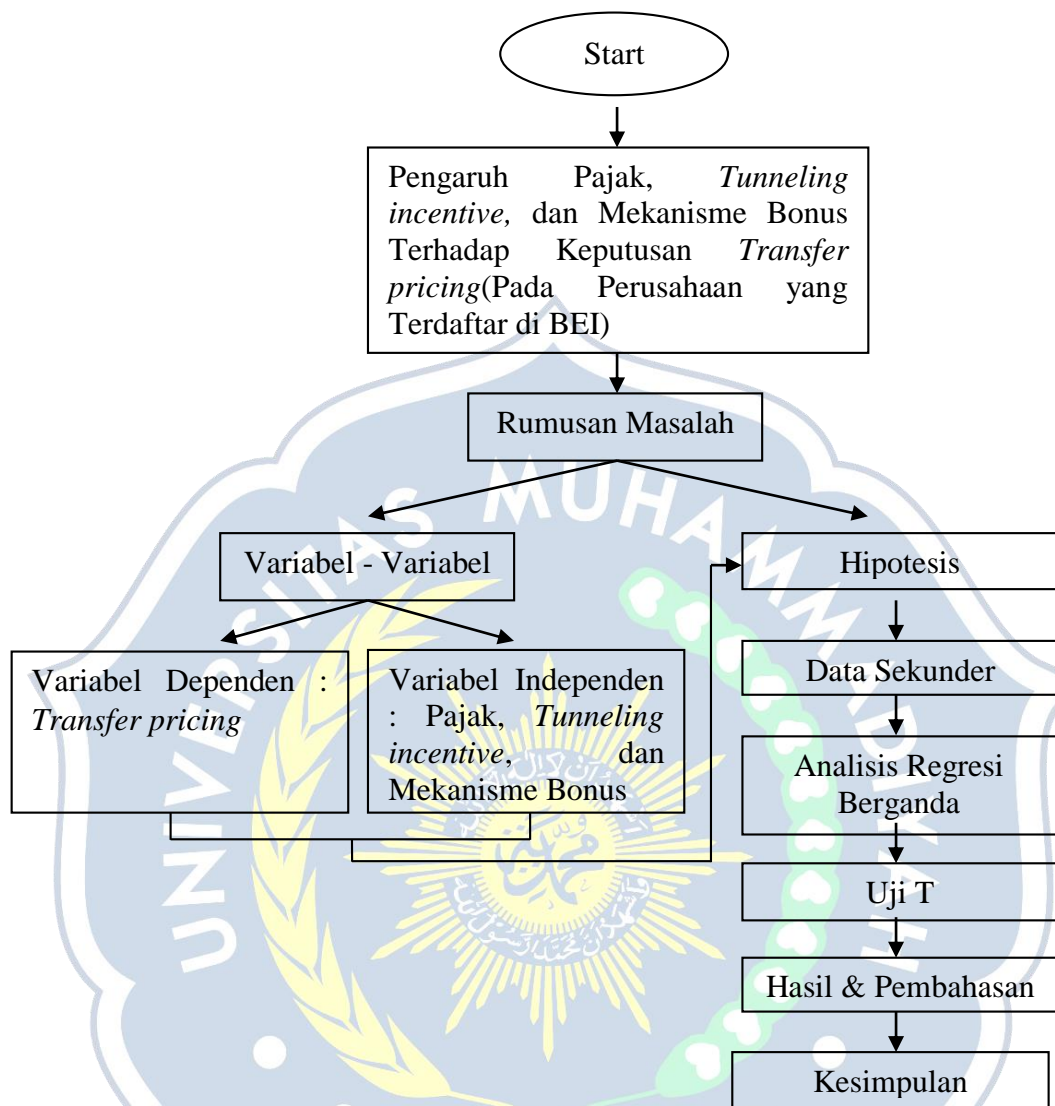 Start
Pengaruh Pajak, Tunneling
incentive, dan Mekanisme Bonus
Terhadap Keputusan Transfer
pricing(Pada Perusahaan yang
Terdaftar di BEI)
Rumusan Masalah
Variabel - Variabel
Hipotesis
Variabel Dependen :
Transfer pricing
Variabel Independen
: Pajak, Tunneling
incentive, dan
Mekanisme Bonus
Data Sekunder
Analisis Regresi
Berganda
Uji T
Hasil & Pembahasan
Kesimpulan
UNIVERSITAS MUHAMMADIYAH